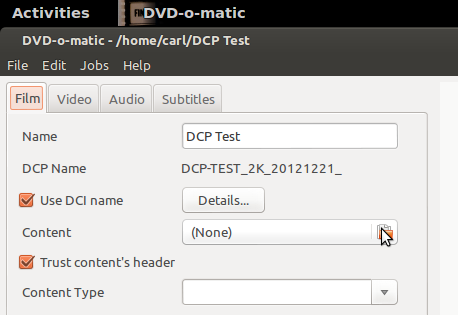 Activities DVD-o-matic
DVD-o-matic - /home/carl/DCP Test
File Edit Jobs Help
Film Video Audio Subtitles
Name DCP Test
DCP Name DCP-TEST_2K_20121221_
Use DCI name Details...
Content (None)
Trust content's header
Content Type